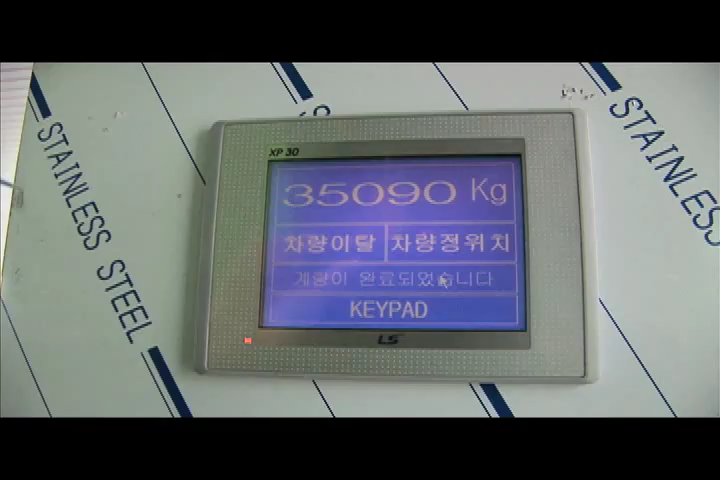 XP 30
35090 Kg
차량이탈 차량정위치
계량이 완료되었습니다
KEYPAD
LS
STAINLESS STEEL
STAINLESS